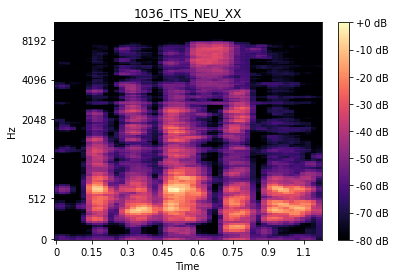 1036_ITS_NEU_XX
8192
4096
2048
1024
512
0
Hz
0
0.15
0.3
0.45
0.6
0.75
0.9
1.1
Time
+0 dB
-10 dB
-20 dB
-30 dB
-40 dB
-50 dB
-60 dB
-70 dB
-80 dB